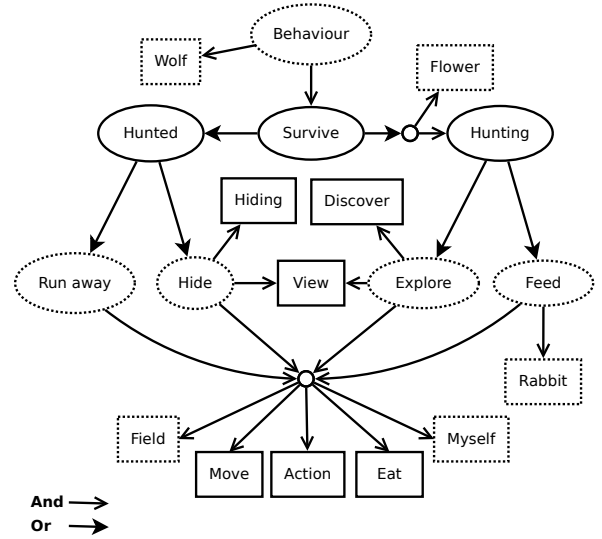 Behaviour
Wolf
Flower
Hunted
Survive
Hunting
Hiding
Discover
Run away
Hide
View
Explore
Feed
Rabbit
Field
Myself
Move
Action
Eat
And
Or